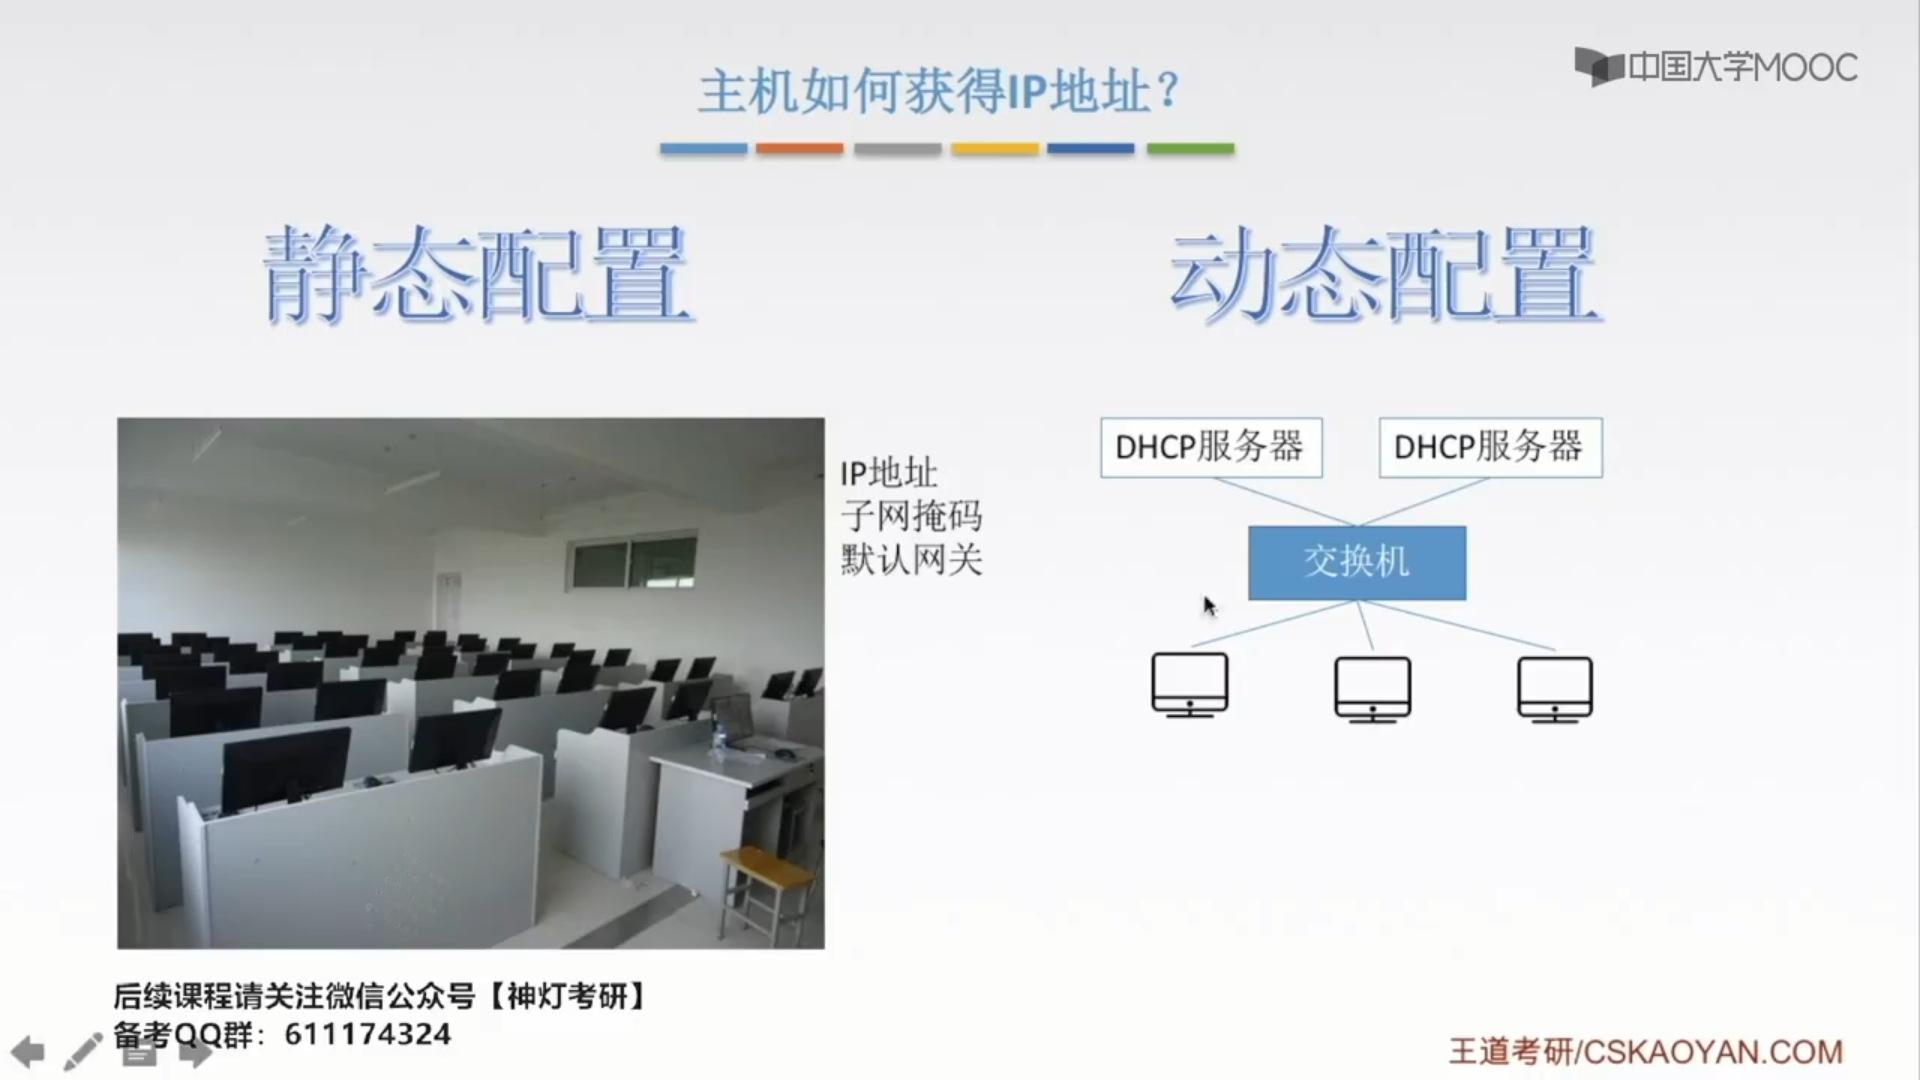 主机如何获得IP地址？
中国大学MOOC
静态配置
动态配置
IP地址
子网掩码
默认网关
DHCP服务器
DHCP服务器
交换机
后续课程请关注微信公众号【神灯考研】
备考QQ群：611174324
王道考研/CSKAOYAN.COM